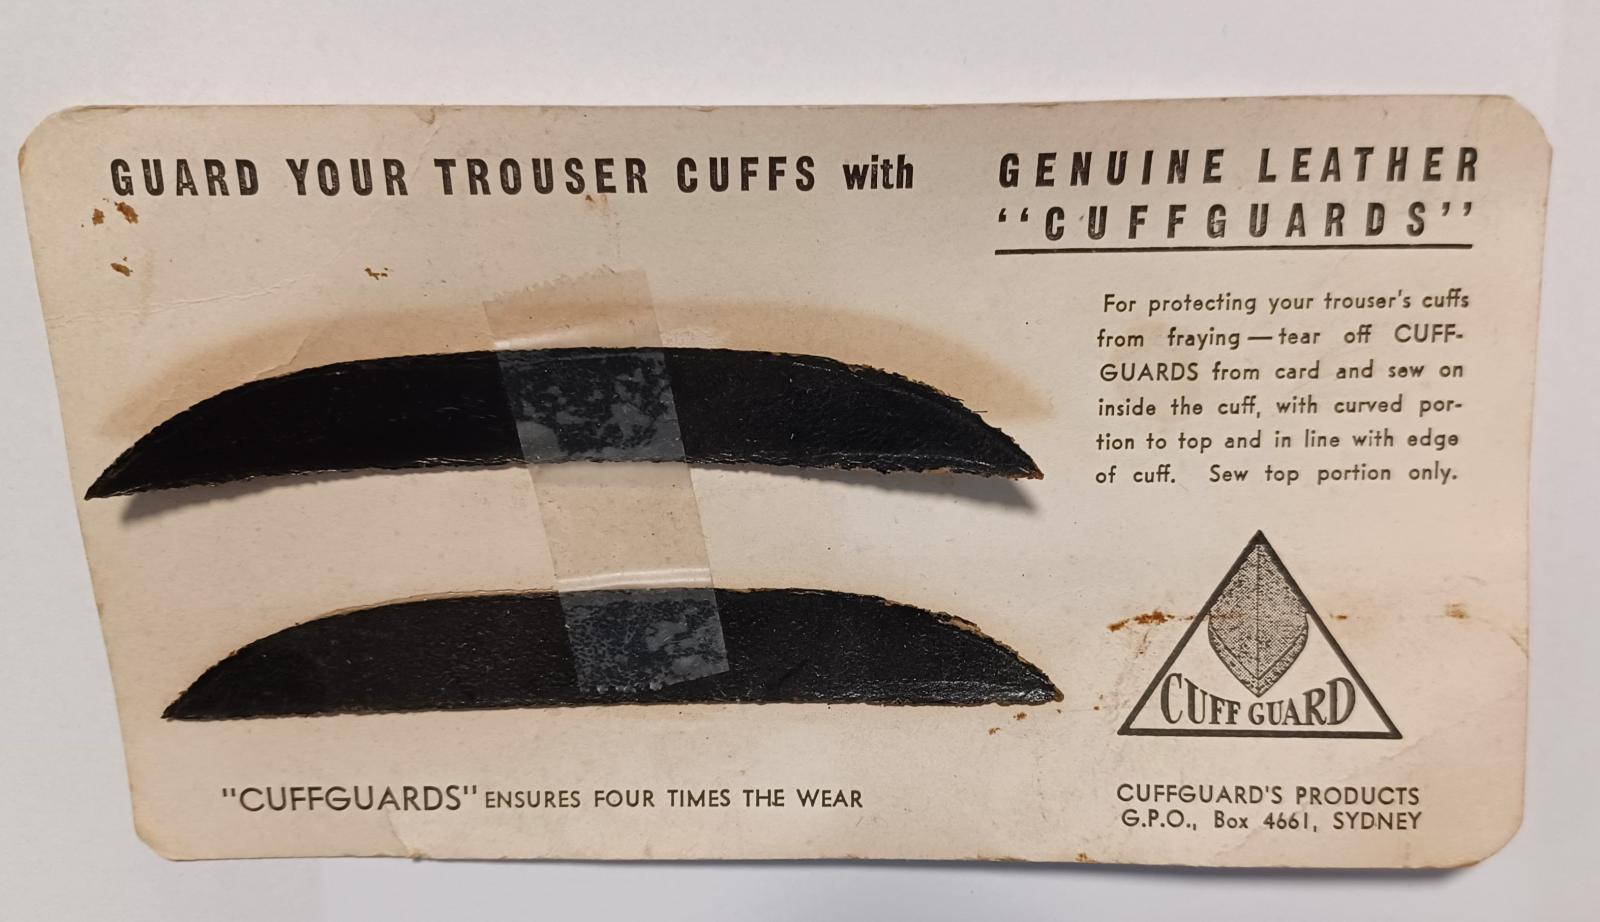 GUARD YOUR TROUSER CUFFS with
GENUINE LEATHER
‘‘CUFFGUARDS’’
For protecting your trouser's cuffs
from fraying — tear off CUFF-
GUARDS from card and sew on
inside the cuff, with curved por-
tion to top and in line with edge
of cuff. Sew top portion only.
CUFF GUARD
"CUFFGUARDS" ENSURES FOUR TIMES THE WEAR
CUFFGUARD'S PRODUCTS
G.P.O., Box 4661, SYDNEY